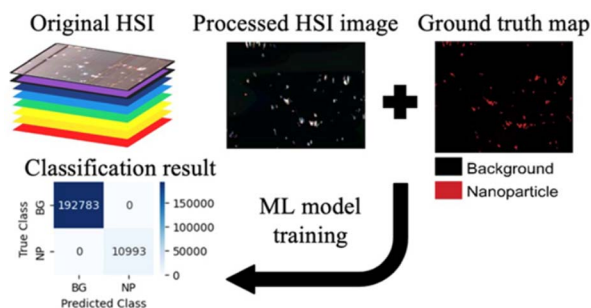 Original HSI
Processed HSI image
Ground truth map
Background
Nanoparticle
Classification result
True Class
BG
NP
192783
0
0
10993
150000
100000
50000
0
BG
NP
Predicted Class
ML model
training